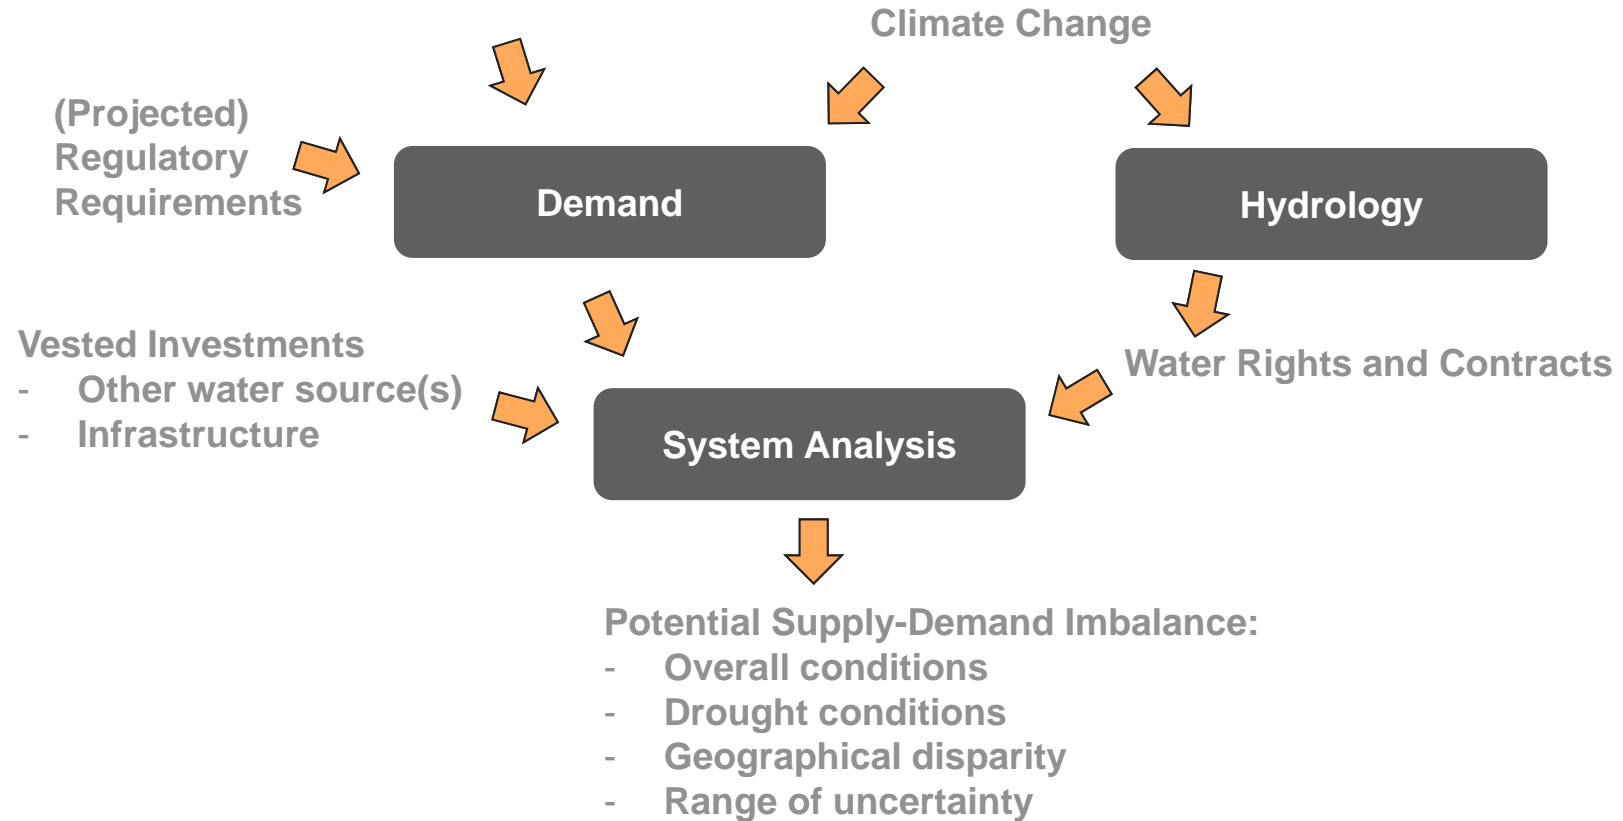 Climate Change
(Projected)
Regulatory
Requirements
Demand
Hydrology
Vested Investments
- Other water source(s)
- Infrastructure
Water Rights and Contracts
System Analysis
Potential Supply-Demand Imbalance:
- Overall conditions
- Drought conditions
- Geographical disparity
- Range of uncertainty